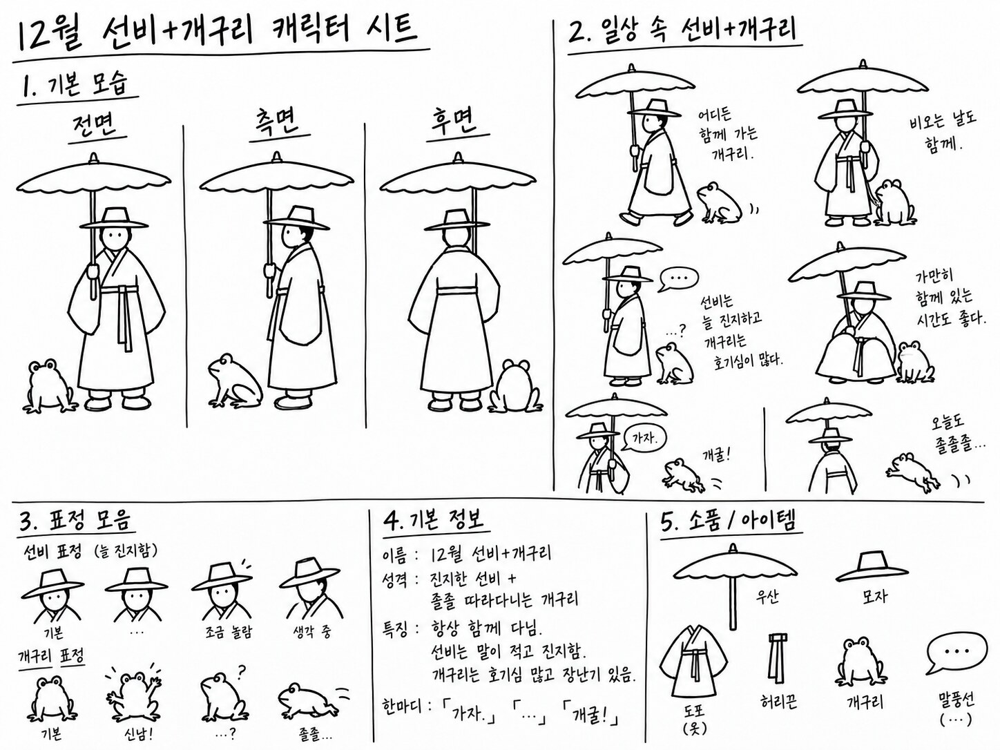 12월 선비+개구리 캐릭터 시트
1. 기본 모습
전면
측면
후면
2. 일상 속 선비+개구리
어디든
함께 가는
개구리.
비오는 날도
함께.
...
...?
선비는
늘 진지하고
개구리는
호기심이 많다.
가만히
함께 있는
시간도 좋다.
가자.
개굴!
오늘도
졸졸졸...
3. 표정 모음
선비 표정 (늘 진지함)
기본
...
조금 놀람
생각 중
개구리 표정
?
기본
신남!
...?
졸졸...
4. 기본 정보
이름 : 12월 선비+개구리
성격 : 진지한 선비 +
졸졸 따라다니는 개구리
특징 : 항상 함께 다님.
선비는 말이 적고 진지함.
개구리는 호기심 많고 장난기 있음.
한마디 : 「가자.」 「...」 「개굴!」
5. 소품 / 아이템
우산
모자
...
도포
(옷)
허리끈
개구리
말풍선
(...)